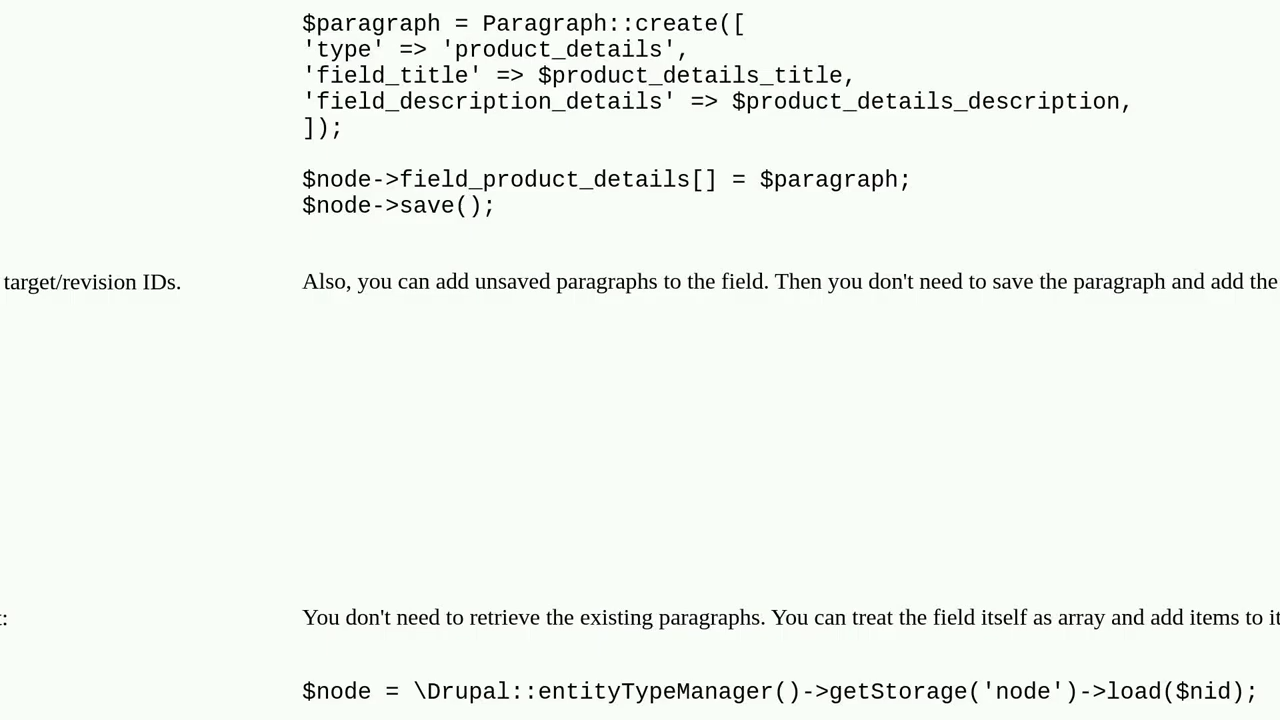 $paragraph = Paragraph::create([
'type' => 'product_details',
'field_title' => $product_details_title,
'field_description_details' => $product_details_description,
]);
$node->field_product_details[] = $paragraph;
$node->save();
target/revision IDs.
Also, you can add unsaved paragraphs to the field. Then you don't need to save the paragraph and add the
You don't need to retrieve the existing paragraphs. You can treat the field itself as array and add items to it
$node = \Drupal::entityTypeManager()->getStorage('node')->load($nid);